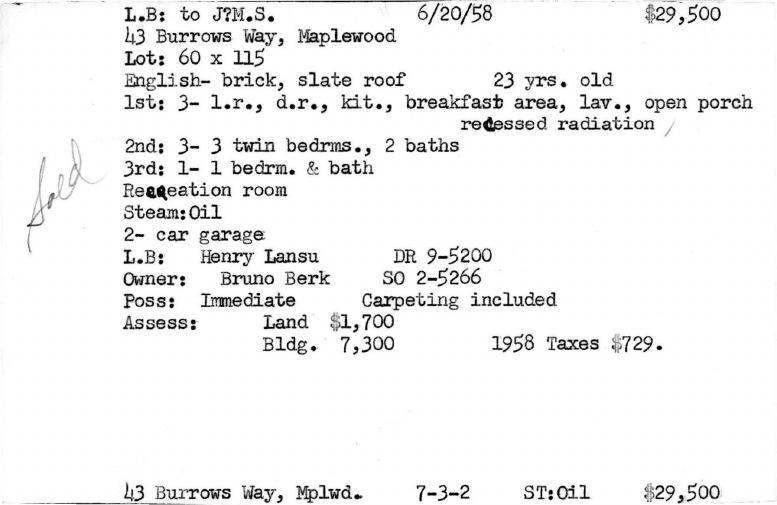 L.B: to J?M.S. 6/20/58 $29,500
43 Burrows Way, Maplewood
Lot: 60 x 115
English- brick, slate roof 23 yrs. old
1st: 3- l.r., d.r., kit., breakfast area, lav., open porch
recessed radiation
2nd: 3- 3 twin bedrms., 2 baths
3rd: 1- 1 bedrm. & bath
Sold
Recreation room
Steam:Oil
2- car garage
L.B: Henry Lansu DR 9-5200
Owner: Bruno Berk SO 2-5266
Poss: Immediate Carpeting included
Assess: Land $1,700
Bldg. 7,300 1958 Taxes $729.
43 Burrows Way, Mplwd. 7-3-2 ST:Oil $29,500